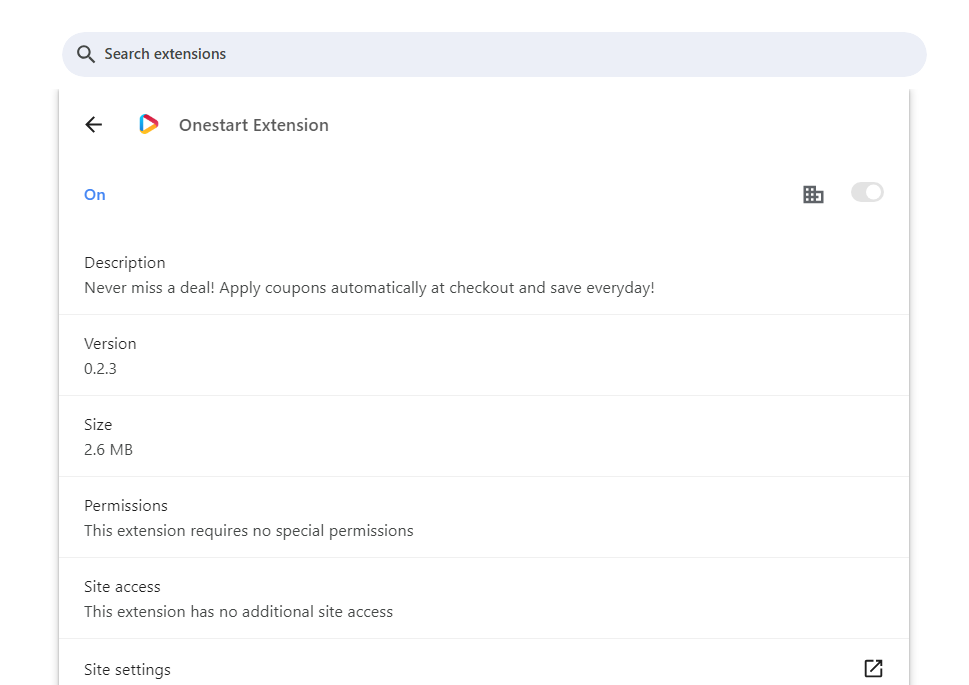 Search extensions
Onestart Extension
On
Description
Never miss a deal! Apply coupons automatically at checkout and save everyday!
Version
0.2.3
Size
2.6 MB
Permissions
This extension requires no special permissions
Site access
This extension has no additional site access
Site settings